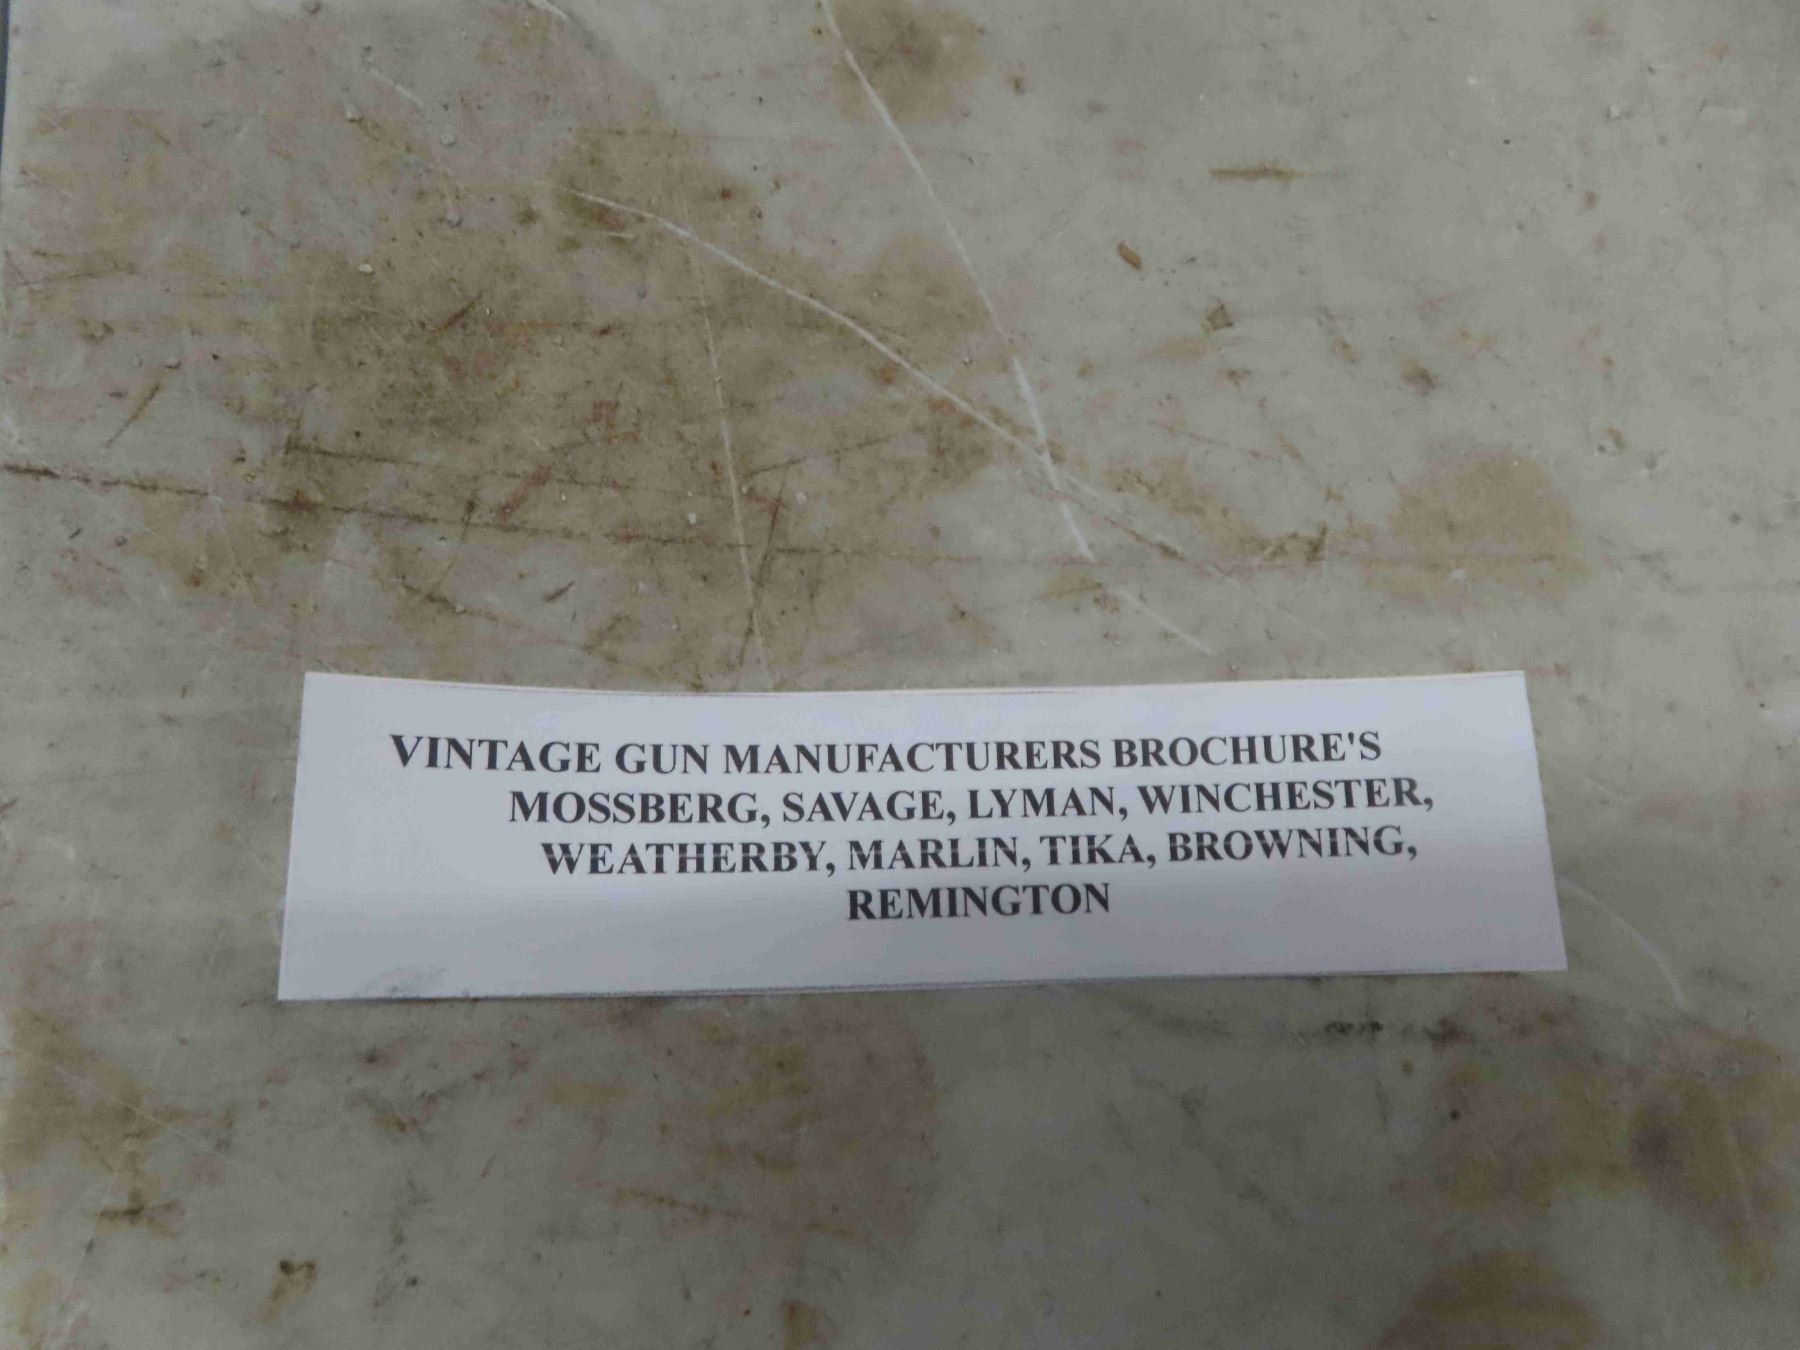 VINTAGE GUN MANUFACTURERS BROCHURE'S
MOSSBERG, SAVAGE, LYMAN, WINCHESTER,
WEATHERBY, MARLIN, TIKA, BROWNING,
REMINGTON